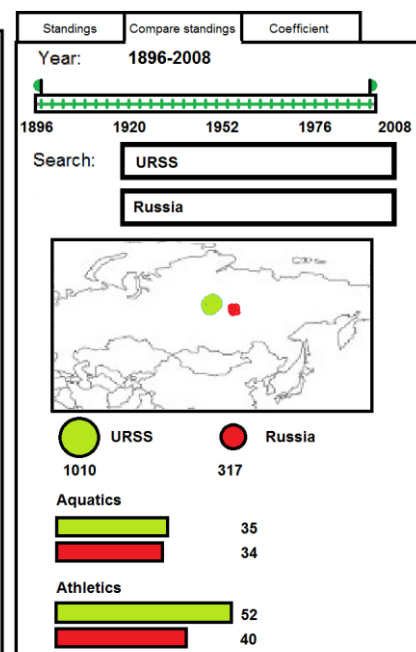 Standings Compare standings Coefficient
Year: 1896-2008
1896 1920 1952 1976 2008
Search: URSS
Russia
URSS Russia
1010 317
Aquatics
35
34
Athletics
52
40